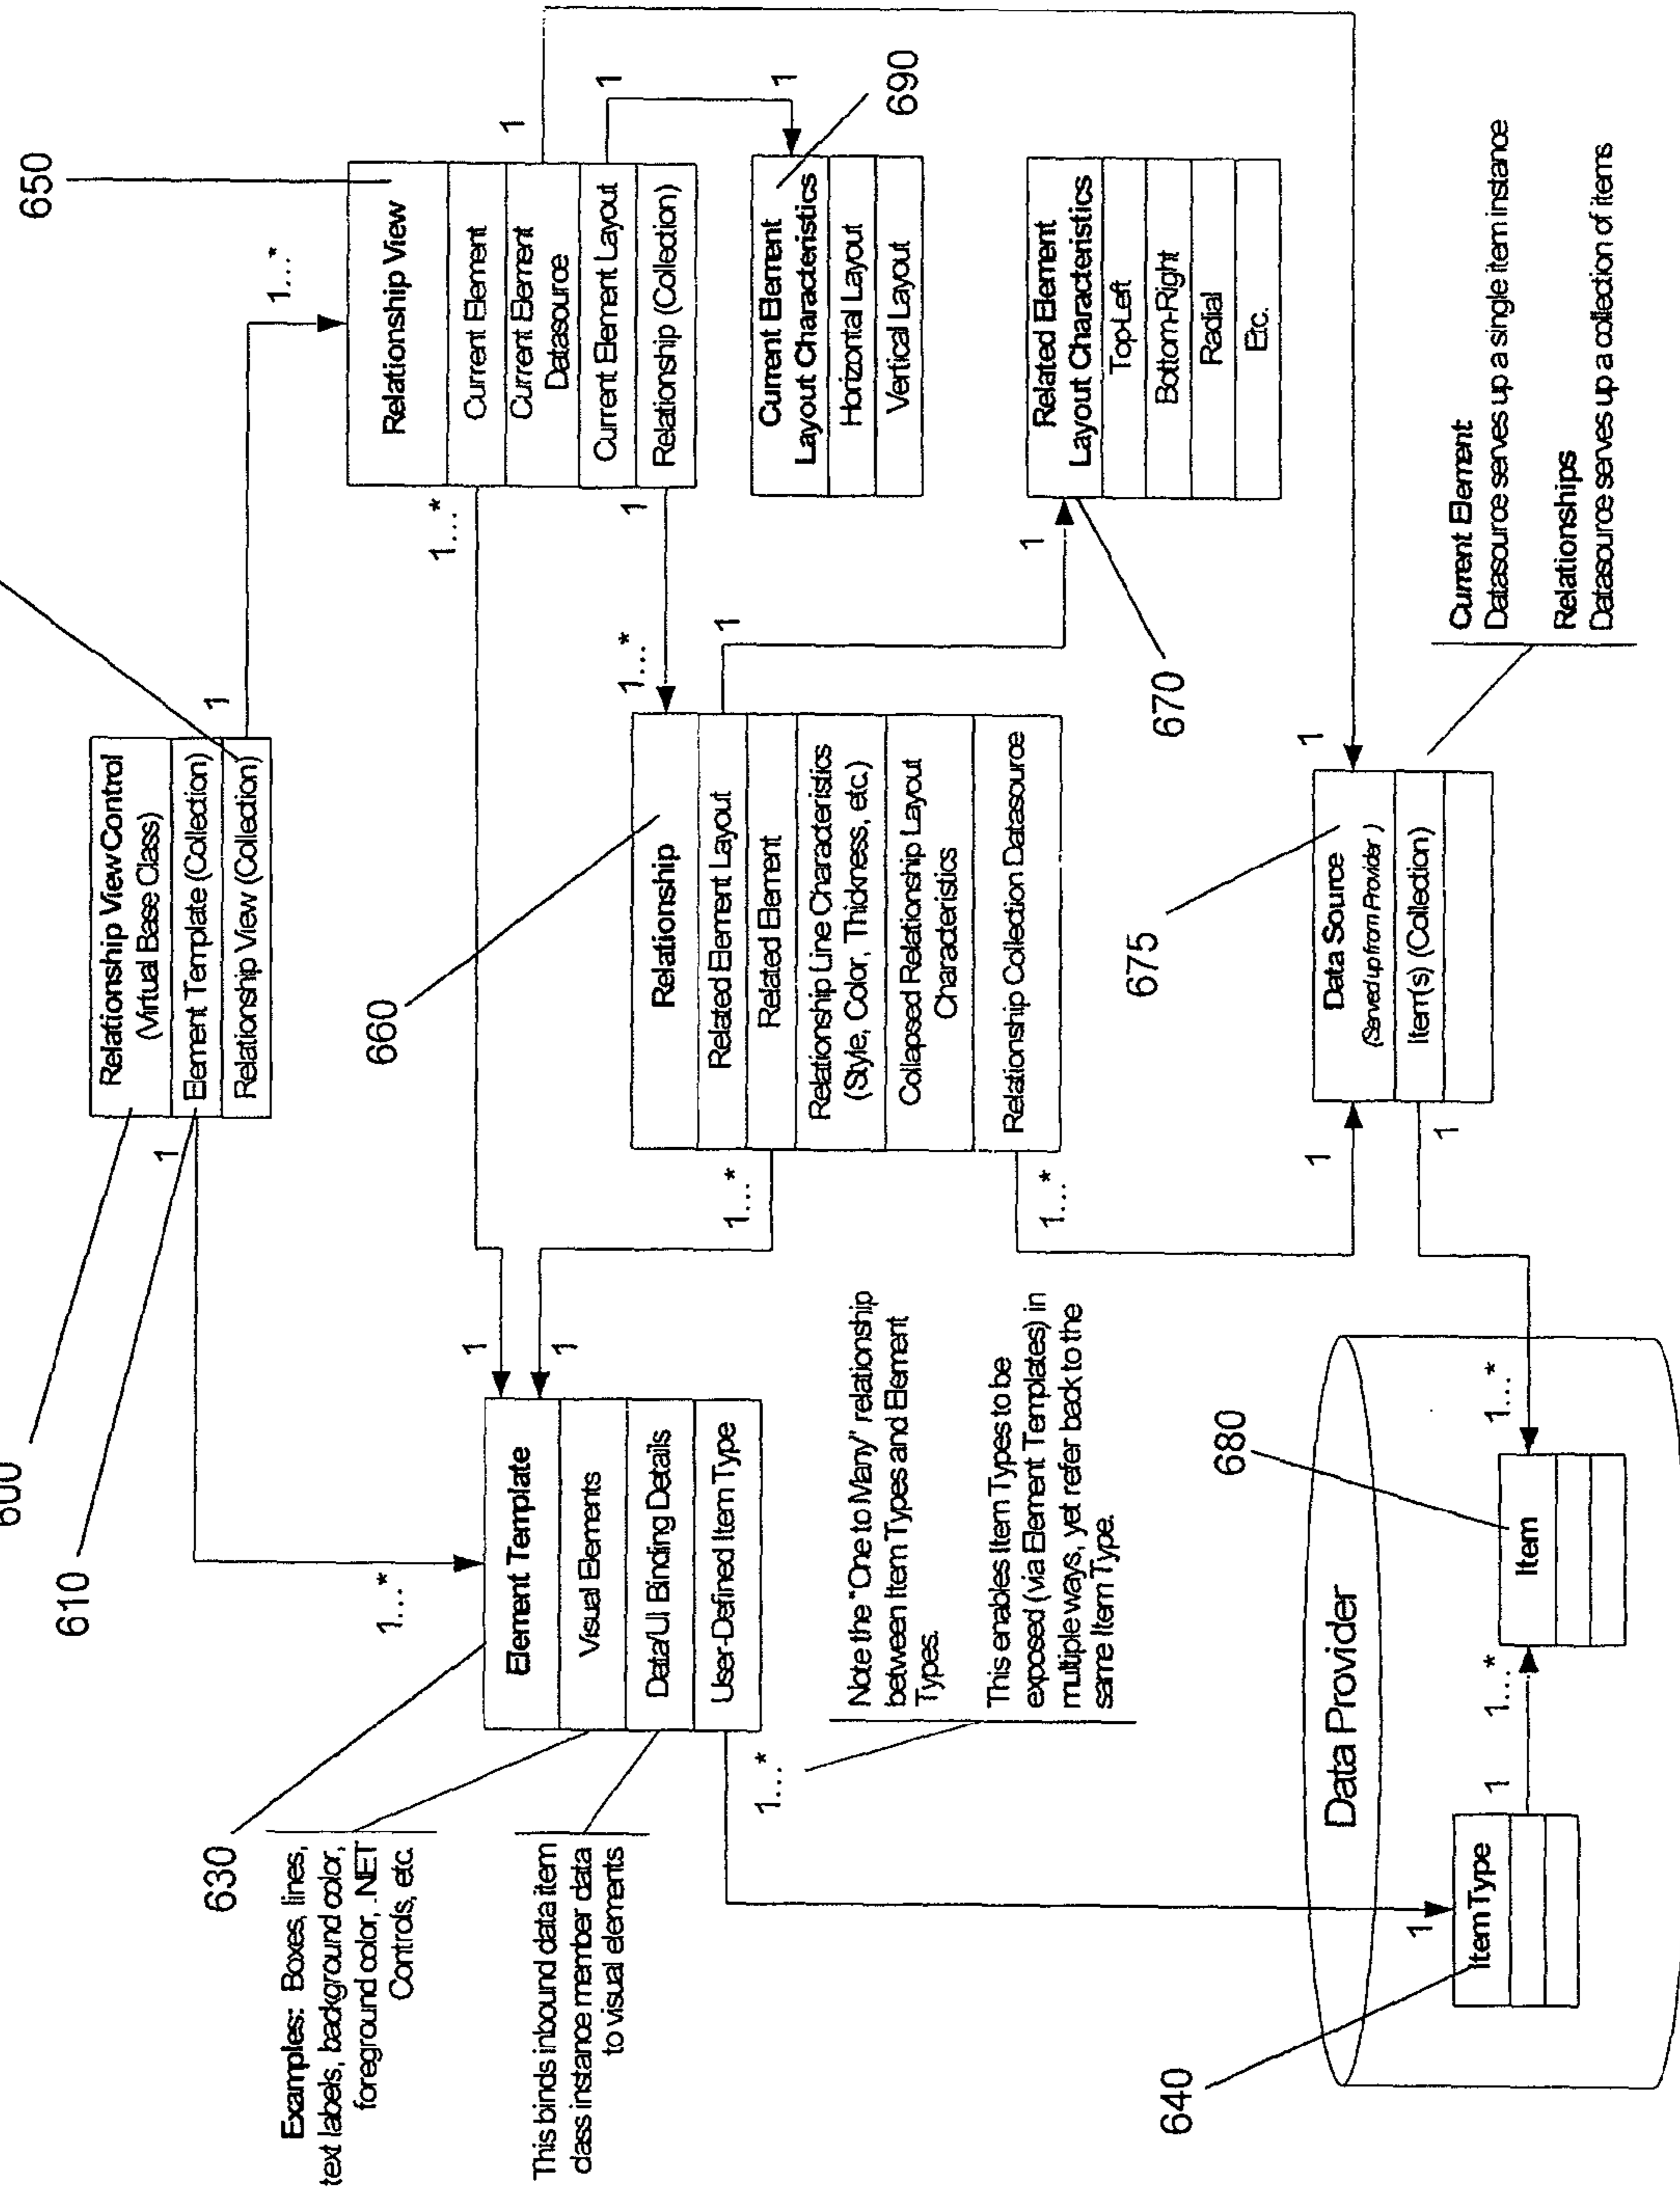 600
610
650
Relationship View Control
(Virtual Base Class)
Element Template (Collection)
Relationship View (Collection)
1
1
1...*
1...*
630
Examples: Boxes, lines,
text labels, background color,
foreground color, .NET
Controls, etc.
This binds inbound data item
class instance member data
to visual elements
Element Template
Visual Elements
Data/UI Binding Details
User-Defined Item Type
1
1
1...*
Note the "One to Many" relationship
between Item Types and Element
Types.
This enables Item Types to be
exposed (via Element Templates) in
multiple ways, yet refer back to the
same Item Type.
660
Relationship
Related Element Layout
Related Element
Relationship Line Characteristics
(Style, Color, Thickness, etc.)
Collapsed Relationship Layout
Characteristics
Relationship Collection Datasource
1...*
1...*
1...*
1
Relationship View
Current Element
Current Element
Datasource
Current Element Layout
Relationship (Collection)
1...*
1
1
1
1
690
Current Element
Layout Characteristics
Horizontal Layout
Vertical Layout
Related Element
Layout Characteristics
Top-Left
Bottom-Right
Radial
Etc.
1
670
675
Data Source
(Served up from Provider)
Item(s) (Collection)
1
1
1
Current Element
Datasource serves up a single item instance
Relationships
Datasource serves up a collection of items
Data Provider
640
Item Type
1
1
1...*
680
Item
1...*